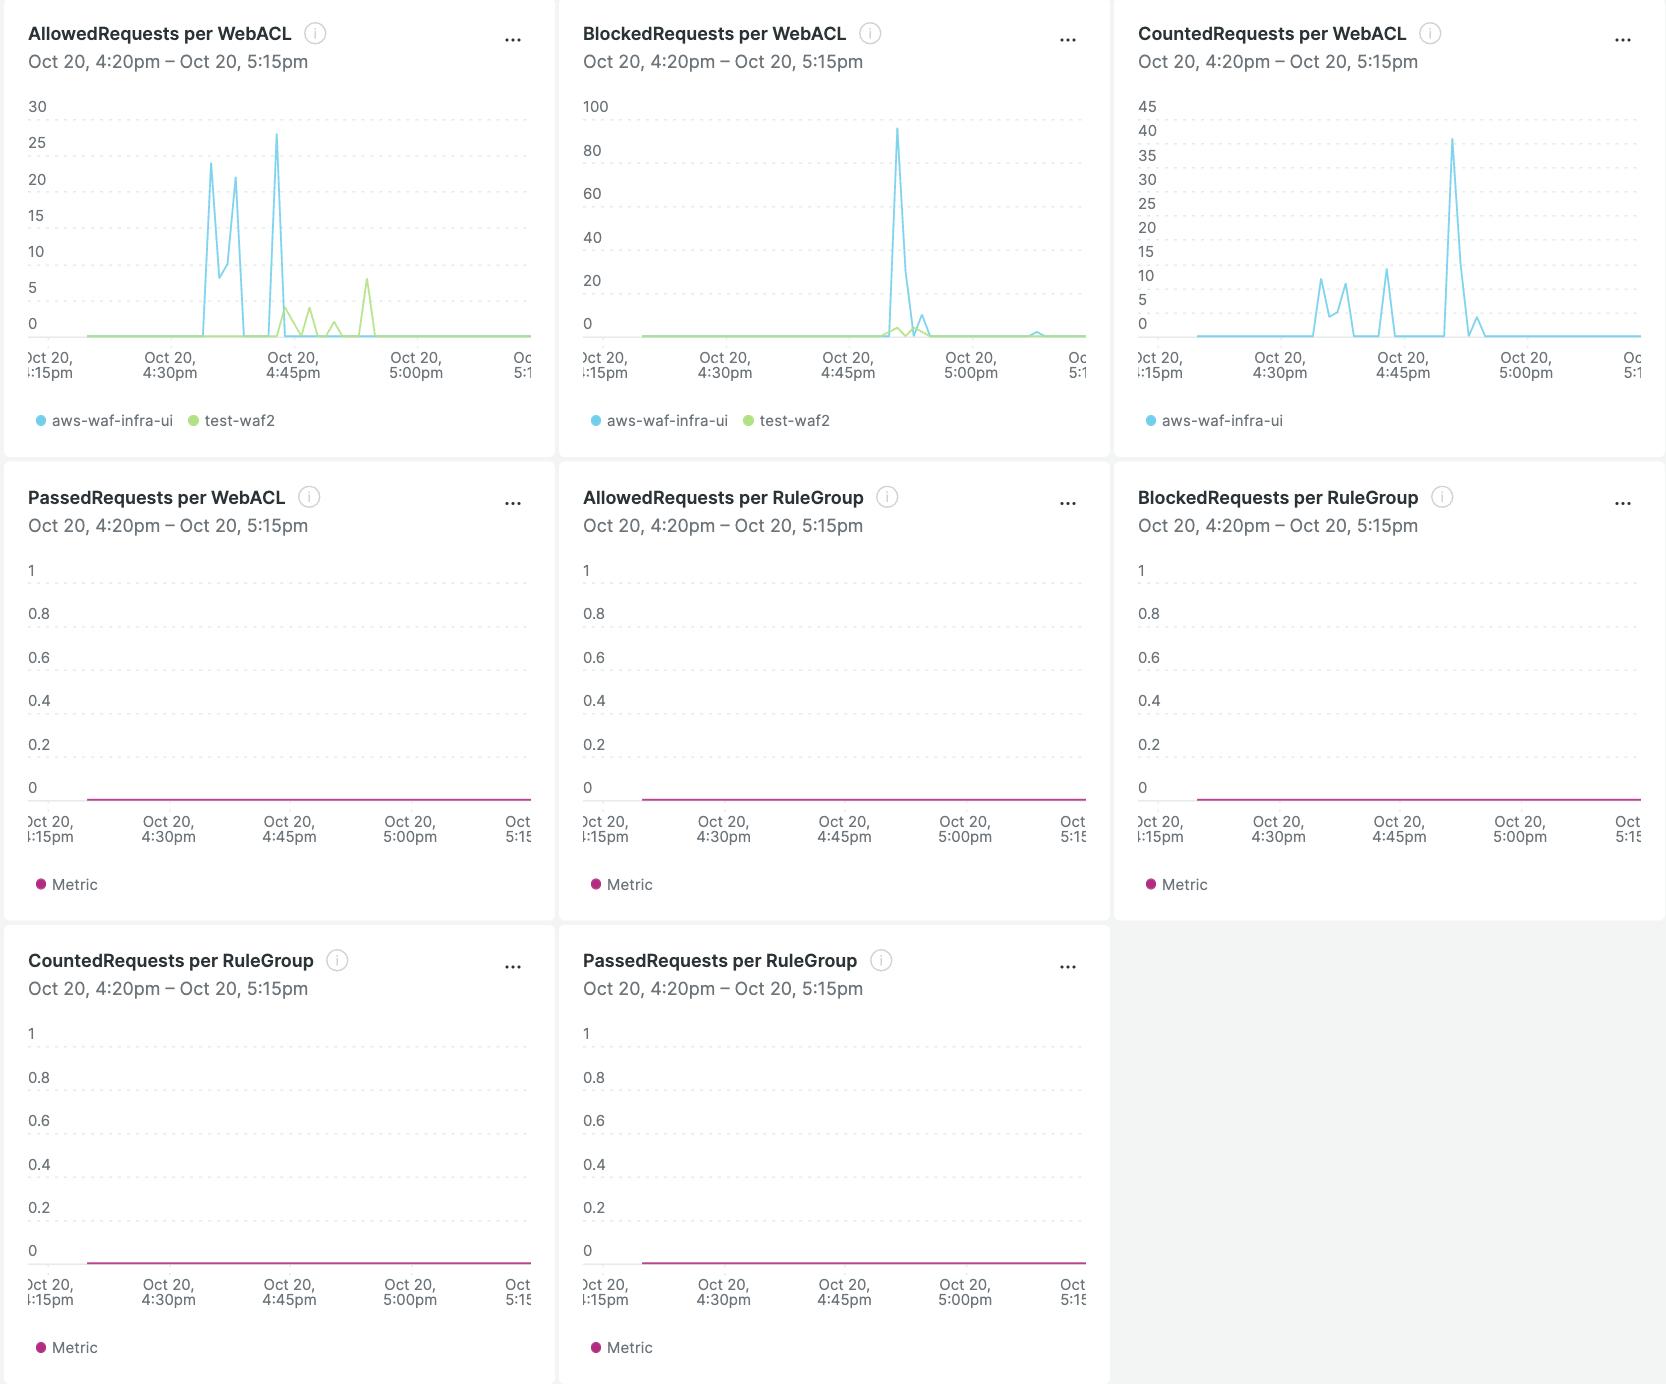 AllowedRequests per WebACL
Oct 20, 4:20pm – Oct 20, 5:15pm
30
25
20
15
10
5
0
Oct 20, Oct 20, Oct 20, Oct 20, Oc
4:15pm 4:30pm 4:45pm 5:00pm 5:1
aws-waf-infra-ui test-waf2
BlockedRequests per WebACL
Oct 20, 4:20pm – Oct 20, 5:15pm
100
80
60
40
20
0
Oct 20, Oct 20, Oct 20, Oct 20, Oc
4:15pm 4:30pm 4:45pm 5:00pm 5:1
aws-waf-infra-ui test-waf2
CountedRequests per WebACL
Oct 20, 4:20pm – Oct 20, 5:15pm
45
40
35
30
25
20
15
10
5
0
Oct 20, Oct 20, Oct 20, Oct 20, Oc
4:15pm 4:30pm 4:45pm 5:00pm 5:1
aws-waf-infra-ui
PassedRequests per WebACL
Oct 20, 4:20pm – Oct 20, 5:15pm
1
0.8
0.6
0.4
0.2
0
Oct 20, Oct 20, Oct 20, Oct 20, Oct
4:15pm 4:30pm 4:45pm 5:00pm 5:15
Metric
AllowedRequests per RuleGroup
Oct 20, 4:20pm – Oct 20, 5:15pm
1
0.8
0.6
0.4
0.2
0
Oct 20, Oct 20, Oct 20, Oct 20, Oct
4:15pm 4:30pm 4:45pm 5:00pm 5:15
Metric
BlockedRequests per RuleGroup
Oct 20, 4:20pm – Oct 20, 5:15pm
1
0.8
0.6
0.4
0.2
0
Oct 20, Oct 20, Oct 20, Oct 20, Oct
4:15pm 4:30pm 4:45pm 5:00pm 5:15
Metric
CountedRequests per RuleGroup
Oct 20, 4:20pm – Oct 20, 5:15pm
1
0.8
0.6
0.4
0.2
0
Oct 20, Oct 20, Oct 20, Oct 20, Oct
4:15pm 4:30pm 4:45pm 5:00pm 5:15
Metric
PassedRequests per RuleGroup
Oct 20, 4:20pm – Oct 20, 5:15pm
1
0.8
0.6
0.4
0.2
0
Oct 20, Oct 20, Oct 20, Oct 20, Oct
4:15pm 4:30pm 4:45pm 5:00pm 5:15
Metric